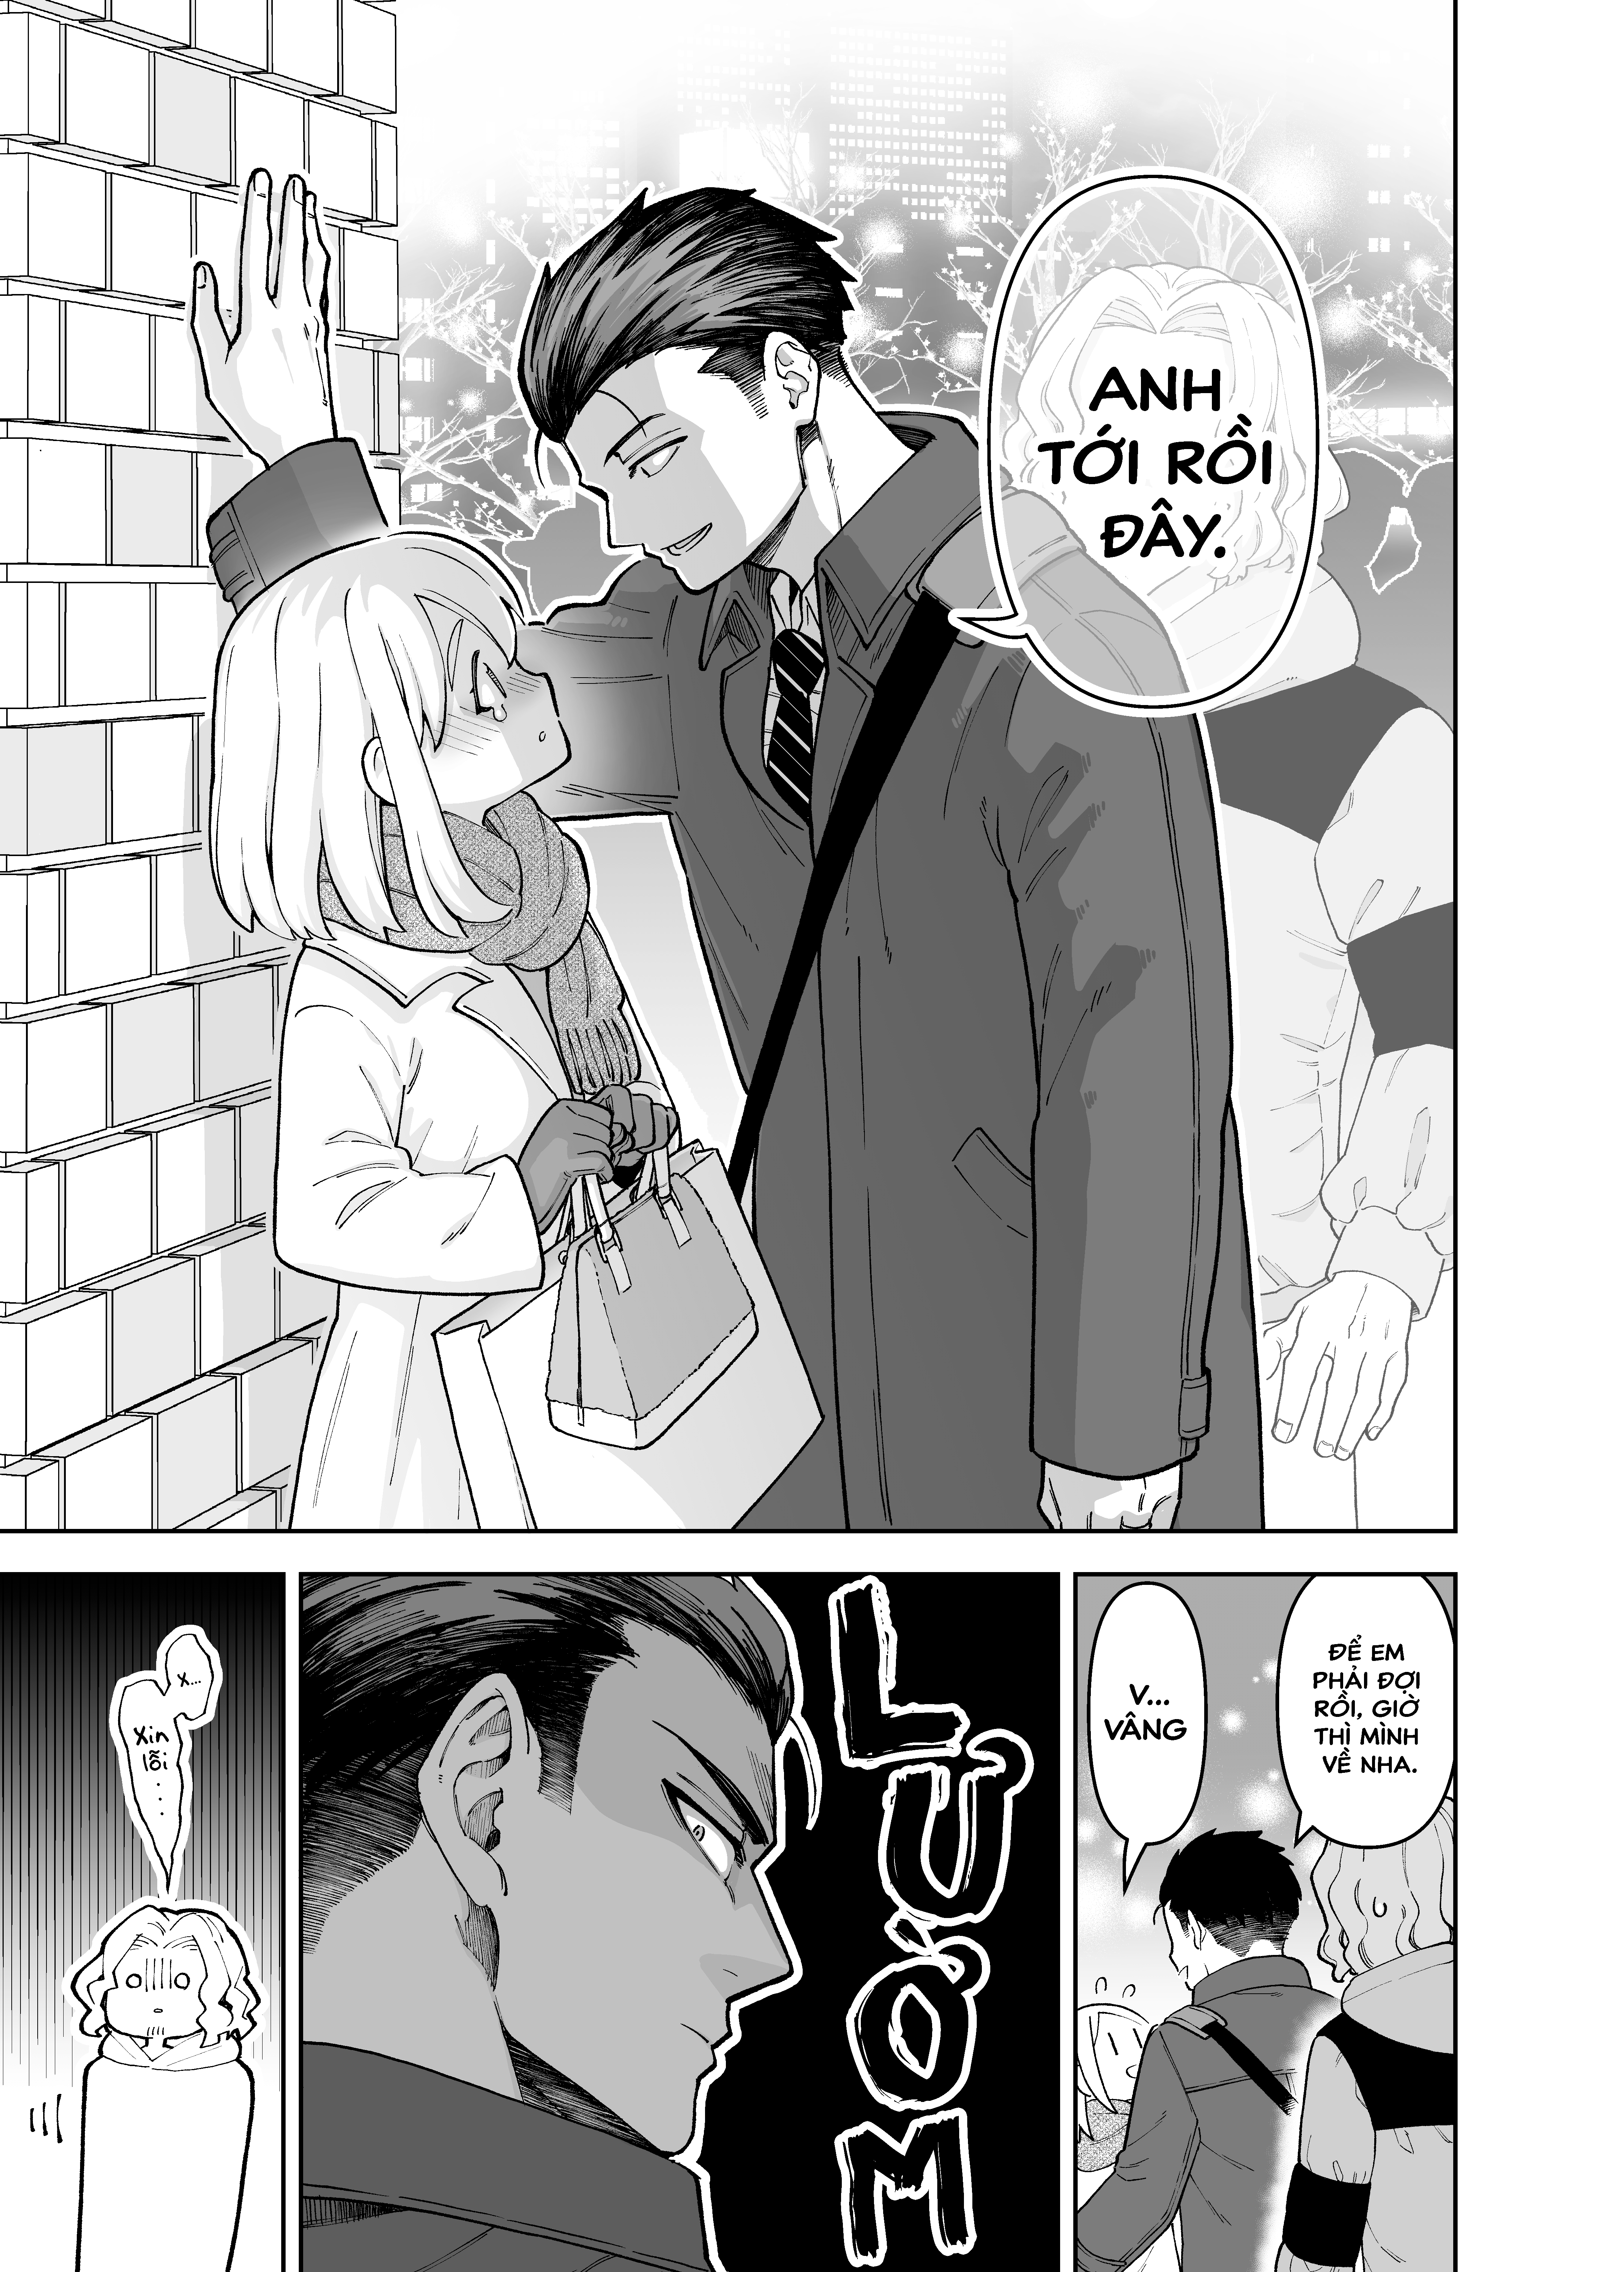 ANH
TỚI RỒI
ĐÂY.
ĐỂ EM
PHẢI ĐỢI
RỒI, GIỜ
THÌ MÌNH
VỀ NHA.
V...
VÂNG
LƯỜM
X...
Xin
lỗi
...